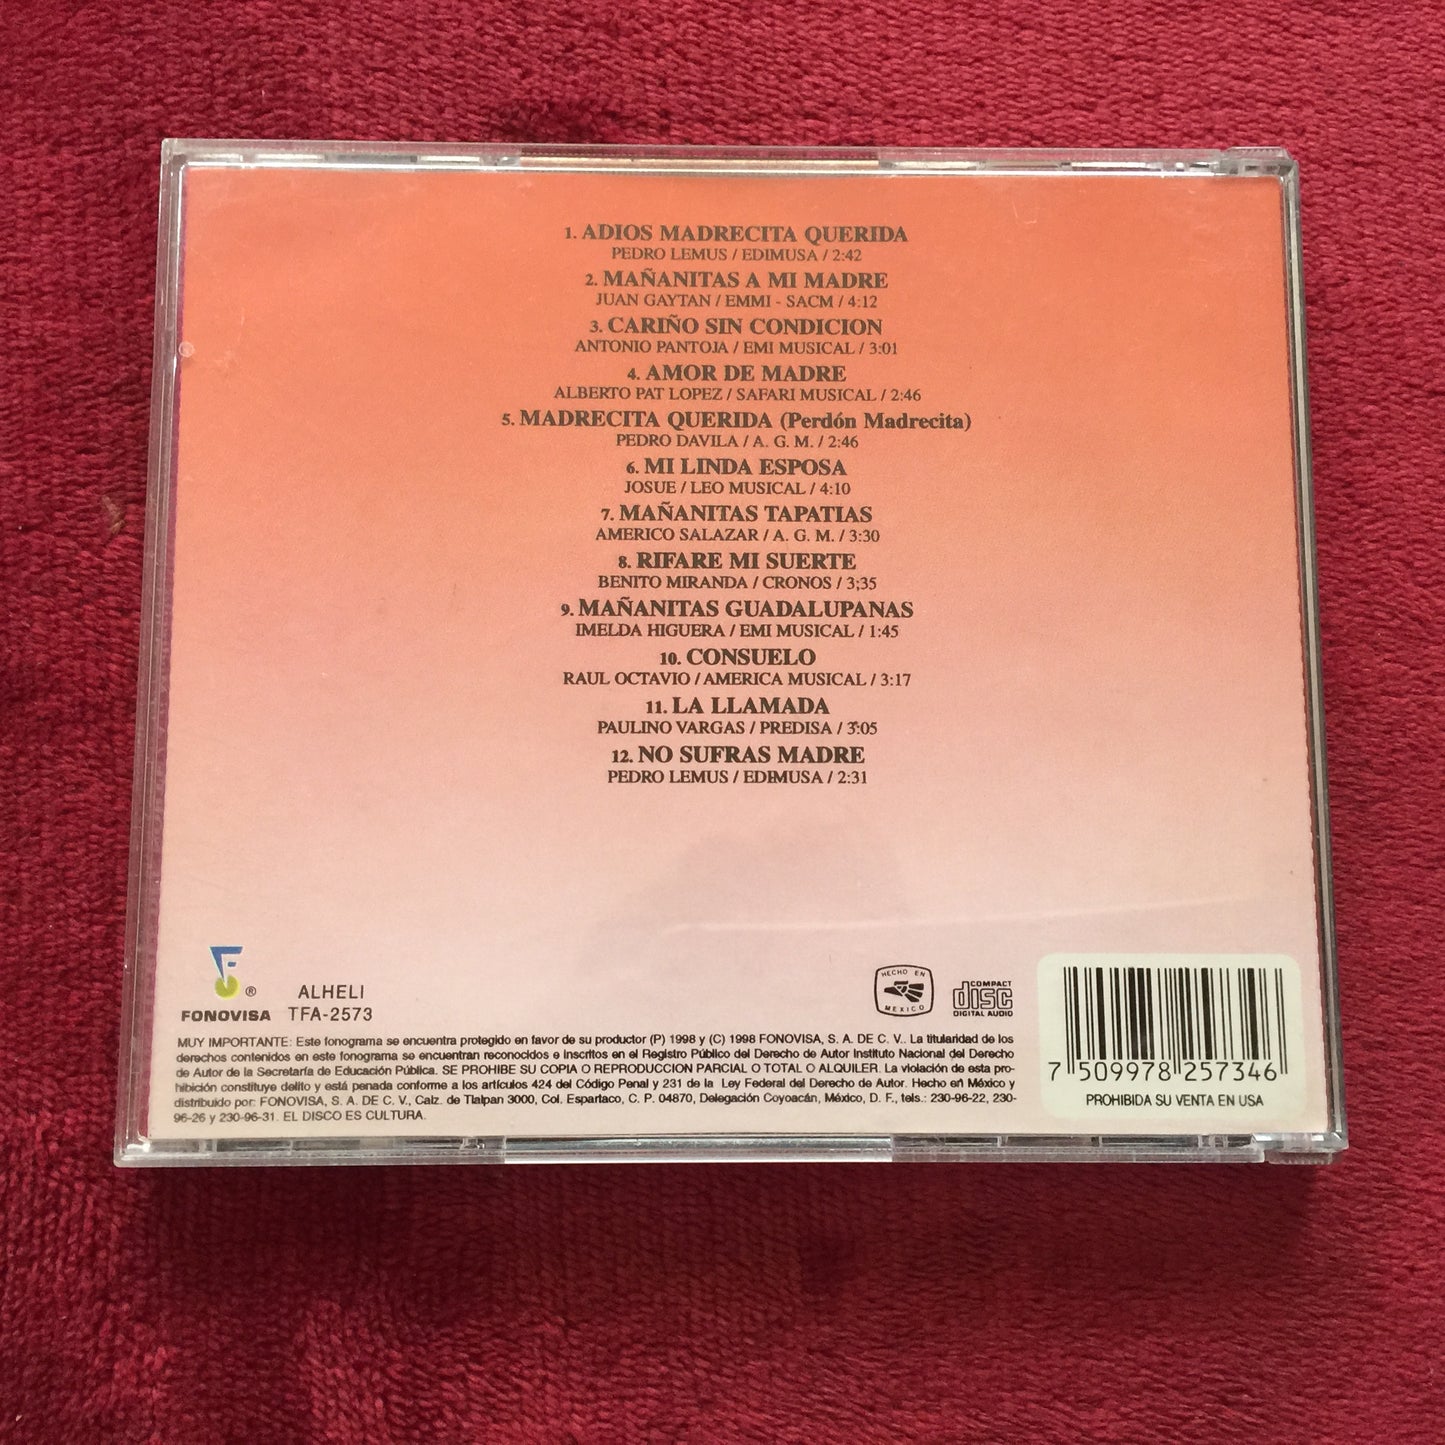 1. ADIOS MADRECITA QUERIDA
PEDRO LEMUS / EDIMUSA / 2:42
2. MAÑANITAS A MI MADRE
JUAN GAYTAN / EMMI - SACM / 4:12
3. CARIÑO SIN CONDICION
ANTONIO PANTOJA / EMI MUSICAL / 3:01
4. AMOR DE MADRE
ALBERTO PAT LOPEZ / SAFARI MUSICAL / 2:46
5. MADRECITA QUERIDA (Perdón Madrecita)
PEDRO DAVILA / A. G. M. / 2:46
6. MI LINDA ESPOSA
JOSUE / LEO MUSICAL / 4:10
7. MAÑANITAS TAPATIAS
AMERICO SALAZAR / A. G. M. / 3:30
8. RIFARE MI SUERTE
BENITO MIRANDA / CRONOS / 3;35
9. MAÑANITAS GUADALUPANAS
IMELDA HIGUERA / EMI MUSICAL / 1:45
10. CONSUELO
RAUL OCTAVIO / AMERICA MUSICAL / 3:17
11. LA LLAMADA
PAULINO VARGAS / PREDISA / 3:05
12. NO SUFRAS MADRE
PEDRO LEMUS / EDIMUSA / 2:31
F ®
FONOVISA
ALHELI
TFA-2573
HECHO EN
MEXICO
COMPACT
disc
DIGITAL AUDIO
MUY IMPORTANTE: Este fonograma se encuentra protegido en favor de su productor (P) 1998 y (C) 1998 FONOVISA, S. A. DE C. V.. La titularidad de los
derechos contenidos en este fonograma se encuentran reconocidos e inscritos en el Registro Público del Derecho de Autor Instituto Nacional del Derecho
de Autor de la Secretaría de Educación Pública. SE PROHIBE SU COPIA O REPRODUCCION PARCIAL O TOTAL O ALQUILER. La violación de esta pro-
hibición constituye delito y está penada conforme a los artículos 424 del Código Penal y 231 de la Ley Federal del Derecho de Autor. Hecho en México y
distribuido por: FONOVISA, S. A. DE C. V., Calz. de Tlalpan 3000, Col. Espartaco, C. P. 04870, Delegación Coyoacán, México, D. F., tels.: 230-96-22, 230-
96-26 y 230-96-31. EL DISCO ES CULTURA.
7 509978 257346
PROHIBIDA SU VENTA EN USA